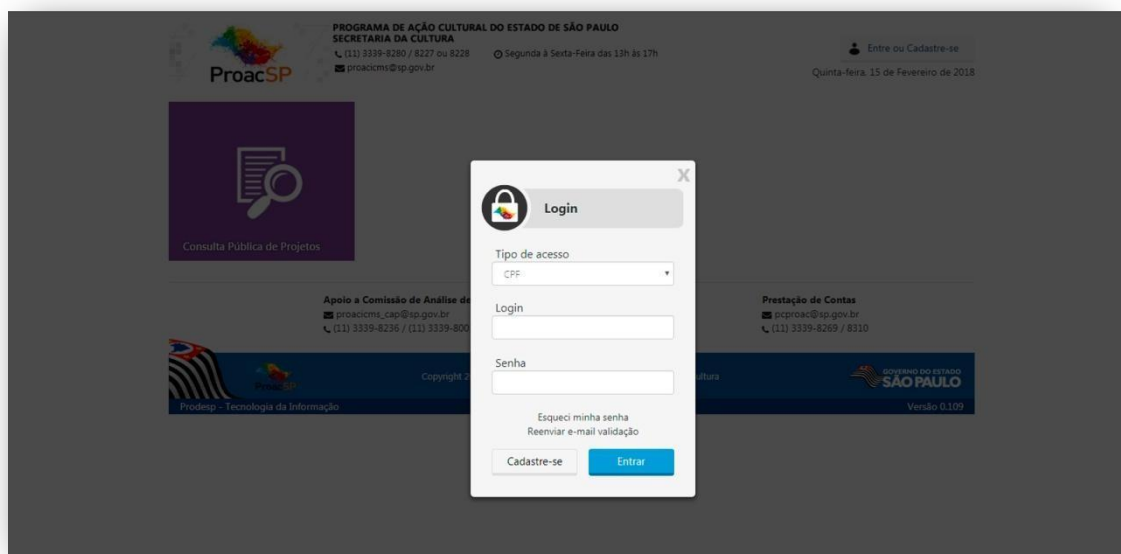 PROGRAMA DE AÇÃO CULTURAL DO ESTADO DE SÃO PAULO
SECRETARIA DA CULTURA
(11) 3339-8280 / 8227 ou 8228 Segunda à Sexta-Feira das 13h às 17h
proacicms@sp.gov.br
ProacSP
Entre ou Cadastre-se
Quinta-feira, 15 de Fevereiro de 2018
Consulta Pública de Projetos
X
Login
Tipo de acesso
CPF
Login
Senha
Esqueci minha senha
Reenviar e-mail validação
Cadastre-se Entrar
Apoio a Comissão de Análise de
proacicms_cap@sp.gov.br
(11) 3339-8236 / (11) 3339-800
Prestação de Contas
pcproac@sp.gov.br
(11) 3339-8269 / 8310
ProacSP
Copyright 2
ultura
GOVERNO DO ESTADO
SÃO PAULO
Prodesp - Tecnologia da Informação
Versão 0.109